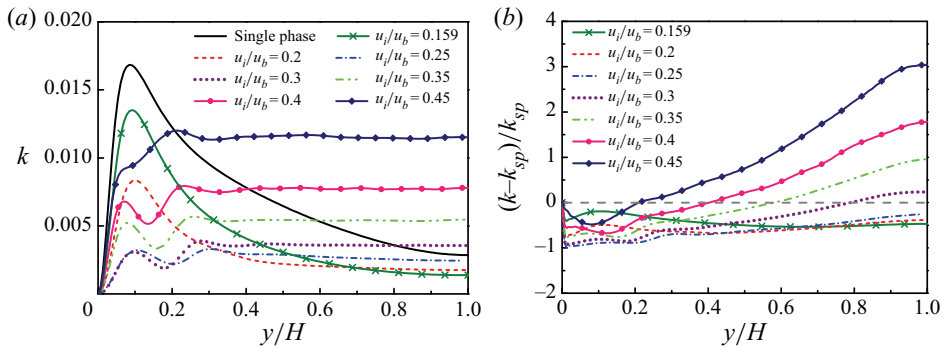 (a)
0.020
0.015
k
0.010
0.005
0
0.2
0.4
0.6
0.8
1.0
y/H
Single phase
u_i/u_b = 0.159
u_i/u_b = 0.2
u_i/u_b = 0.25
u_i/u_b = 0.3
u_i/u_b = 0.35
u_i/u_b = 0.4
u_i/u_b = 0.45
(b)
4
3
2
1
0
−1
−2
(k–k_sp)/k_sp
u_i/u_b = 0.159
u_i/u_b = 0.2
u_i/u_b = 0.25
u_i/u_b = 0.3
u_i/u_b = 0.35
u_i/u_b = 0.4
u_i/u_b = 0.45
0
0.2
0.4
0.6
0.8
1.0
y/H